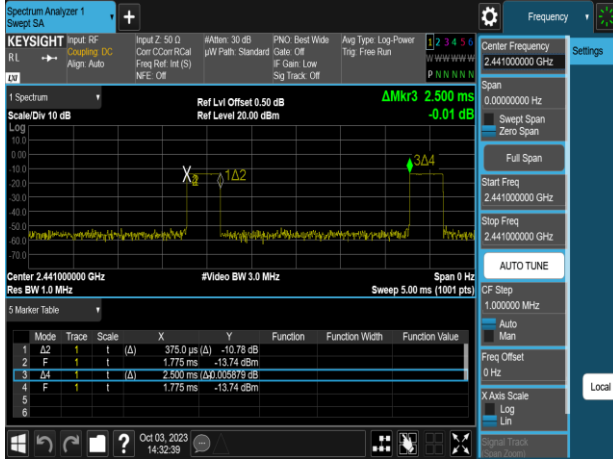 Spectrum Analyzer 1
Swept SA
+
Frequency
KEYSIGHT Input: RF Input Z: 50 Ω #Atten: 30 dB PNO: Best Wide Avg Type: Log-Power 1 2 3 4 5 6
RL Coupling: DC Corr CCorr RCal µW Path: Standard Gate: Off Trig: Free Run
Align: Auto Freq Ref: Int (S) IF Gain: Low W W W W W W
NFE: Off Sig Track: Off P N N N N N
LXI
1 Spectrum
Scale/Div 10 dB
Ref Lvl Offset 0.50 dB
Ref Level 20.00 dBm
ΔMkr3 2.500 ms
-0.01 dB
Log
10.0
0.00
-10.0
-20.0
-30.0
-40.0
-50.0
-60.0
-70.0
X
2
1Δ2
3Δ4
Center 2.441000000 GHz #Video BW 3.0 MHz Span 0 Hz
Res BW 1.0 MHz Sweep 5.00 ms (1001 pts)
5 Marker Table
Mode Trace Scale X Y Function Function Width Function Value
1 Δ2 1 t (Δ) 375.0 µs (Δ) -10.78 dB
2 F 1 t 1.775 ms -13.74 dBm
3 Δ4 1 t (Δ) 2.500 ms (Δ) 0.005879 dB
4 F 1 t 1.775 ms -13.74 dBm
5
6
?
Oct 03, 2023
14:32:39
Center Frequency
2.441000000 GHz
Settings
Span
0.00000000 Hz
Swept Span
Zero Span
Full Span
Start Freq
2.441000000 GHz
Stop Freq
2.441000000 GHz
AUTO TUNE
CF Step
1.000000 MHz
Auto
Man
Freq Offset
0 Hz
Local
X Axis Scale
Log
Lin
Signal Track
(Span Zoom)